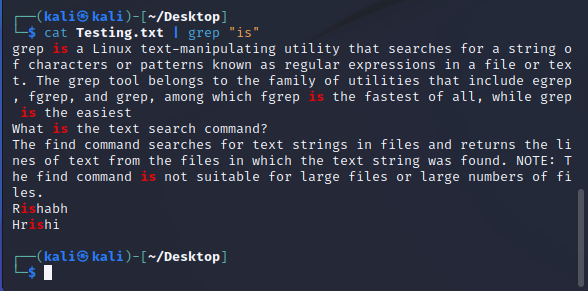 ┌──(kali㉿kali)-[~/Desktop]
└─$ cat Testing.txt | grep "is"
grep is a Linux text-manipulating utility that searches for a string o
f characters or patterns known as regular expressions in a file or tex
t. The grep tool belongs to the family of utilities that include egrep
, fgrep, and grep, among which fgrep is the fastest of all, while grep
 is the easiest
What is the text search command?
The find command searches for text strings in files and returns the li
nes of text from the files in which the text string was found. NOTE: T
he find command is not suitable for large files or large numbers of fi
les.
Rishabh
Hrishi
┌──(kali㉿kali)-[~/Desktop]
└─$